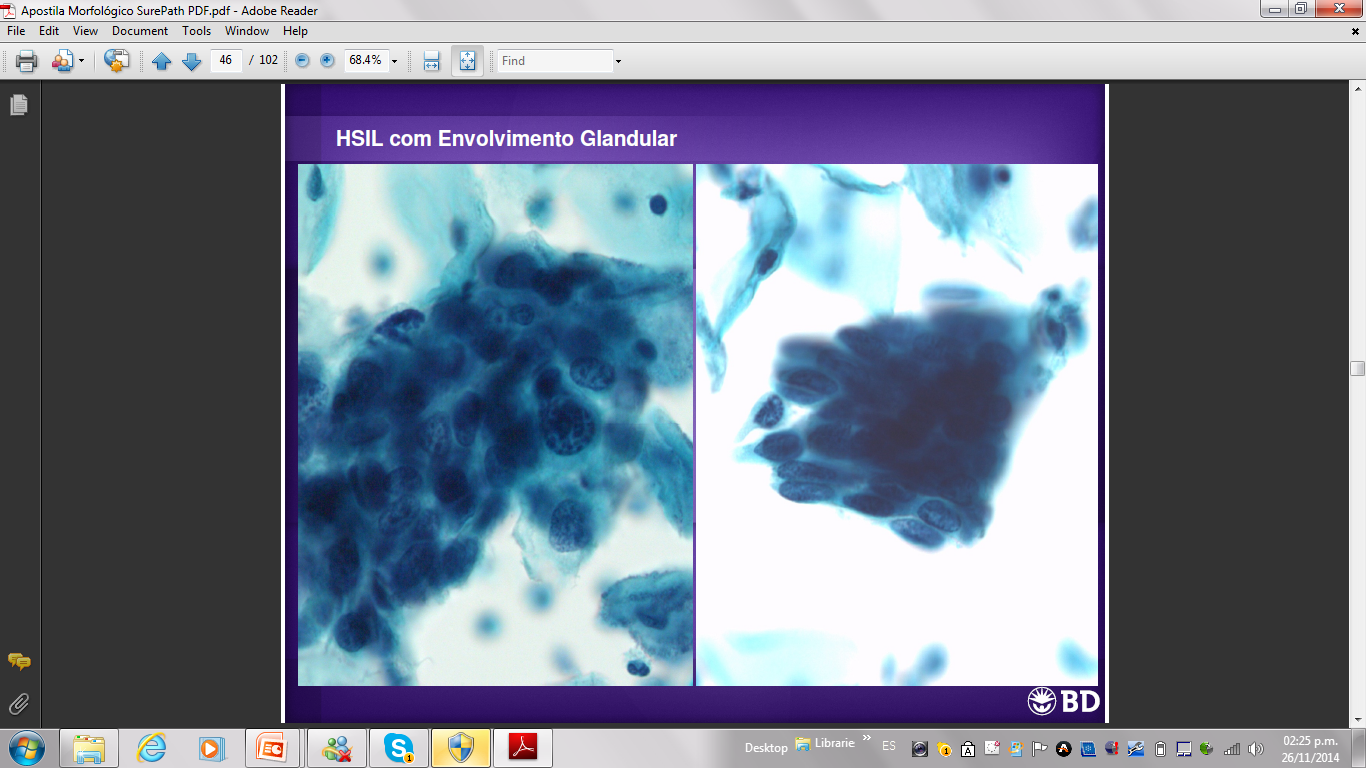 Apostila Morfológico SurePath PDF.pdf - Adobe Reader
File Edit View Document Tools Window Help
46 / 102 68.4% Find
HSIL com Envolvimento Glandular
BD
Desktop Librarie » ES 02:25 p.m.
26/11/2014